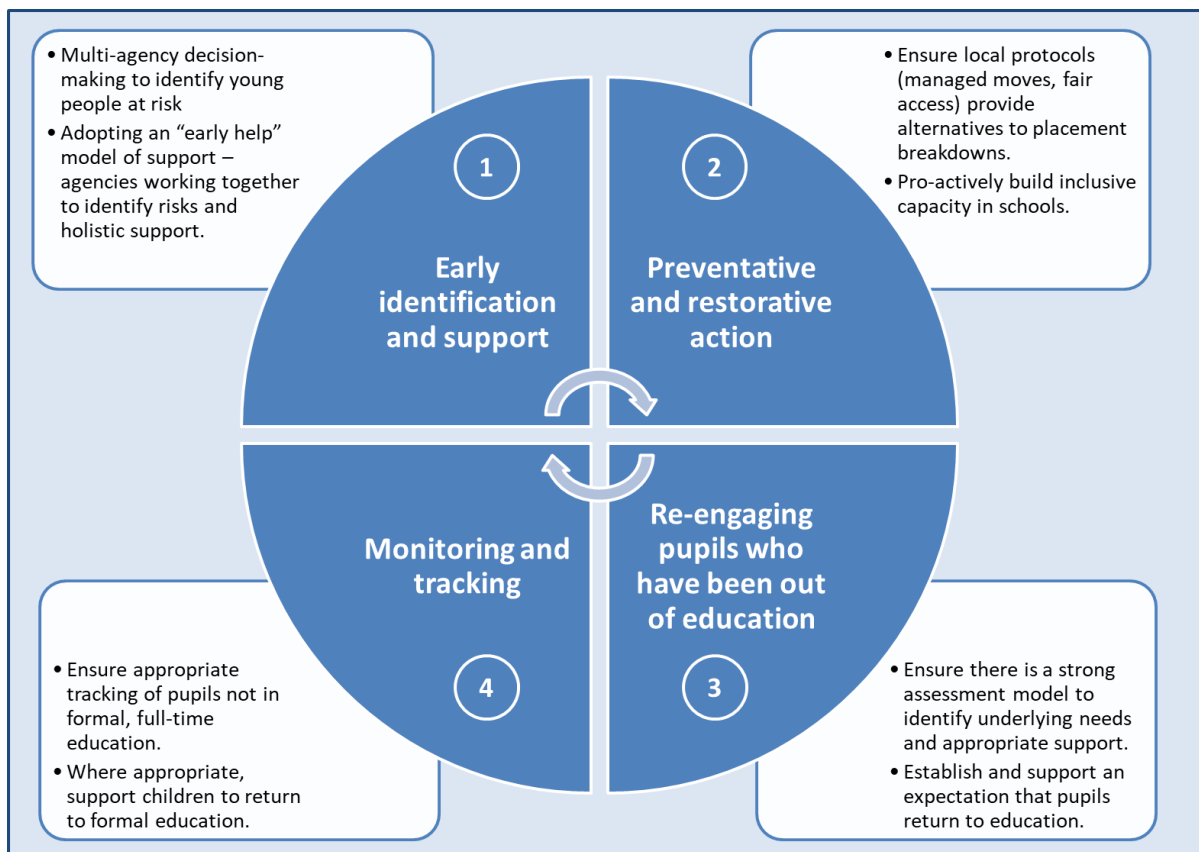 • Multi-agency decision-
making to identify young
people at risk
• Adopting an “early help”
model of support –
agencies working together
to identify risks and
holistic support.
1
Early
identification
and support
• Ensure local protocols
(managed moves, fair
access) provide
alternatives to placement
breakdowns.
• Pro-actively build inclusive
capacity in schools.
2
Preventative
and restorative
action
Re-engaging
pupils who
have been out
of education
3
• Ensure there is a strong
assessment model to
identify underlying needs
and appropriate support.
• Establish and support an
expectation that pupils
return to education.
Monitoring and
tracking
4
• Ensure appropriate
tracking of pupils not in
formal, full-time
education.
• Where appropriate,
support children to return
to formal education.